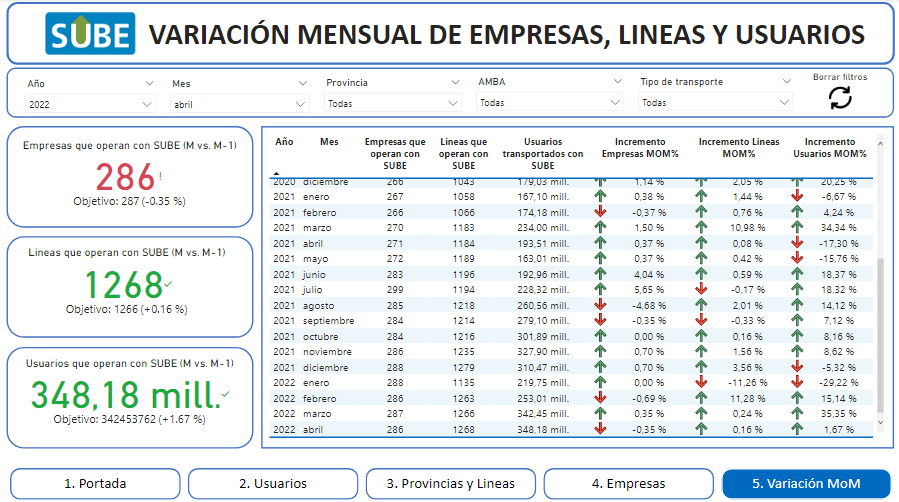 SUBE VARIACIÓN MENSUAL DE EMPRESAS, LINEAS Y USUARIOS
Año Mes Provincia AMBA Tipo de transporte Borrar filtros
2022 abril Todas Todas Todas
Empresas que operan con SUBE (M vs. M-1)
286!
Objetivo: 287 (-0.35 %)
Lineas que operan con SUBE (M vs. M-1)
1268
Objetivo: 1266 (+0.16 %)
Usuarios que operan con SUBE (M vs. M-1)
348,18 mill.
Objetivo: 342453762 (+1.67 %)
Año Mes Empresas que Lineas que Usuarios Incremento Incremento Lineas Incremento
operan con operan con transportados con Empresas MOM% MOM% Usuarios MOM%
SUBE SUBE SUBE
2020 diciembre 266 1043 179,03 mill. 1,14 % 2,05 % 20,25 %
2021 enero 267 1058 167,10 mill. 0,38 % 1,44 % -6,67 %
2021 febrero 266 1066 174,18 mill. -0,37 % 0,76 % 4,24 %
2021 marzo 270 1183 234,00 mill. 1,50 % 10,98 % 34,34 %
2021 abril 271 1184 193,51 mill. 0,37 % 0,08 % -17,30 %
2021 mayo 272 1189 163,01 mill. 0,37 % 0,42 % -15,76 %
2021 junio 283 1196 192,96 mill. 4,04 % 0,59 % 18,37 %
2021 julio 299 1194 228,32 mill. 5,65 % -0,17 % 18,32 %
2021 agosto 285 1218 260,56 mill. -4,68 % 2,01 % 14,12 %
2021 septiembre 284 1214 279,10 mill. -0,35 % -0,33 % 7,12 %
2021 octubre 284 1216 301,89 mill. 0,00 % 0,16 % 8,16 %
2021 noviembre 286 1235 327,90 mill. 0,70 % 1,56 % 8,62 %
2021 diciembre 288 1279 310,47 mill. 0,70 % 3,56 % -5,32 %
2022 enero 288 1135 219,75 mill. 0,00 % -11,26 % -29,22 %
2022 febrero 286 1263 253,01 mill. -0,69 % 11,28 % 15,14 %
2022 marzo 287 1266 342,45 mill. 0,35 % 0,24 % 35,35 %
2022 abril 286 1268 348,18 mill. -0,35 % 0,16 % 1,67 %
1. Portada 2. Usuarios 3. Provincias y Lineas 4. Empresas 5. Variación MoM